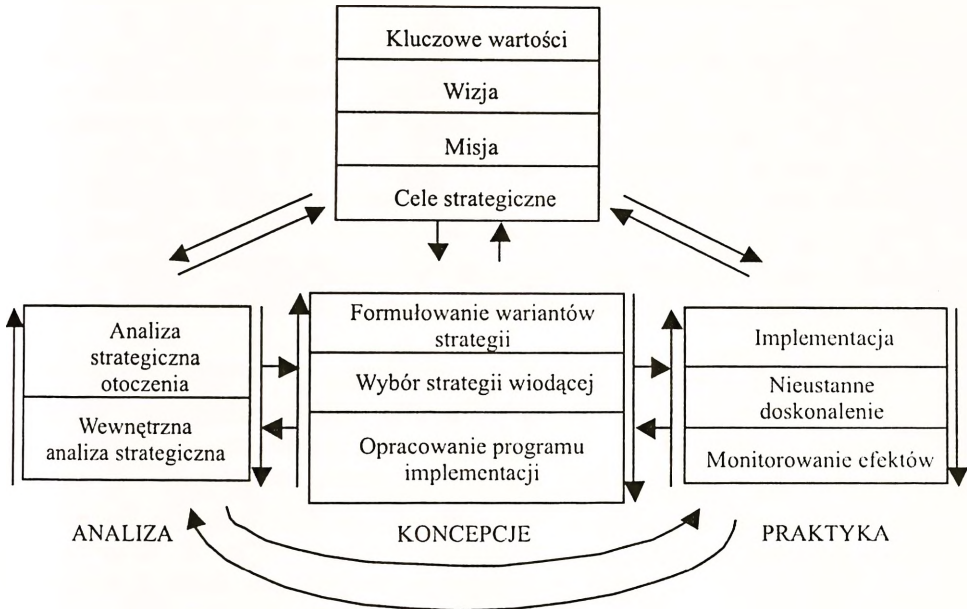 Kluczowe wartości
Wizja
Misja
Cele strategiczne
Analiza
strategiczna
otoczenia
Wewnętrzna
analiza strategiczna
Formułowanie wariantów
strategii
Wybór strategii wiodącej
Opracowanie programu
implementacji
Implementacja
Nieustanne
doskonalenie
Monitorowanie efektów
ANALIZA
KONCEPCJE
PRAKTYKA